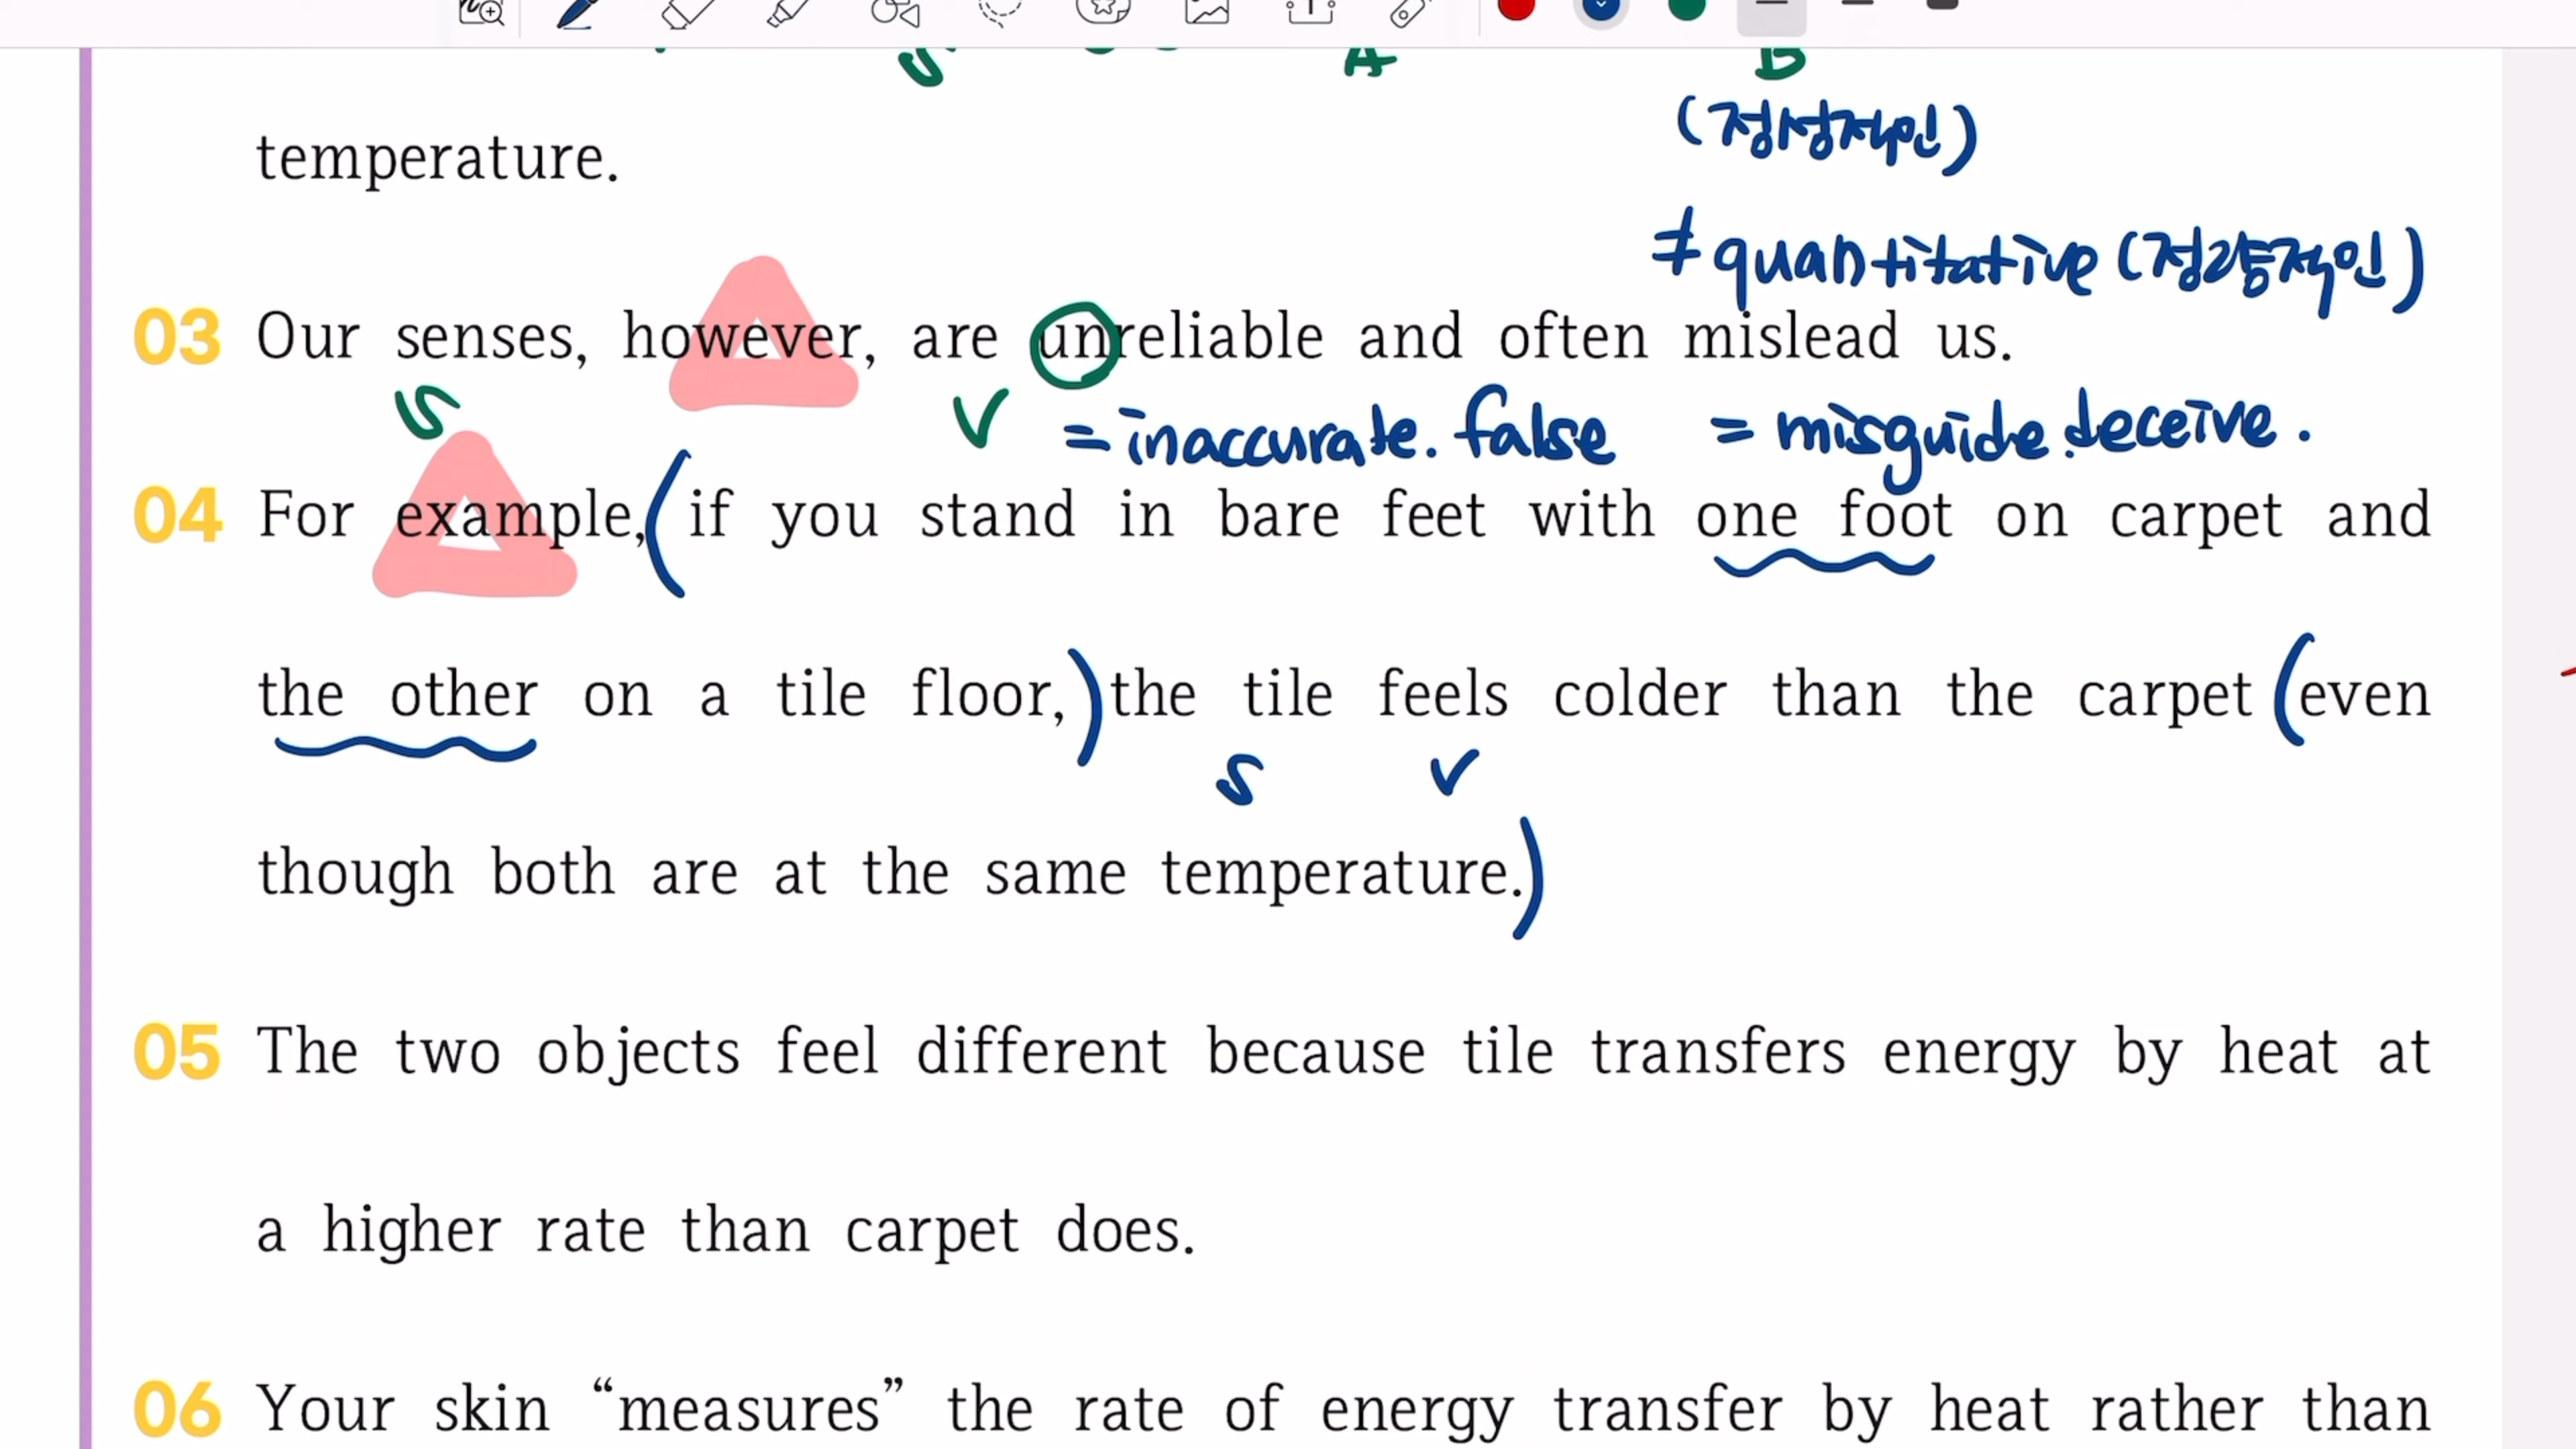 S A B
(정성적인)
temperature.
≠ quantitative (정량적인)
03 Our senses, however, are unreliable and often mislead us.
S V = inaccurate. false = misguide. deceive.
04 For example, (if you stand in bare feet with one foot on carpet and
the other on a tile floor,) the tile feels colder than the carpet (even
S V
though both are at the same temperature.)
05 The two objects feel different because tile transfers energy by heat at
a higher rate than carpet does.
06 Your skin “measures” the rate of energy transfer by heat rather than